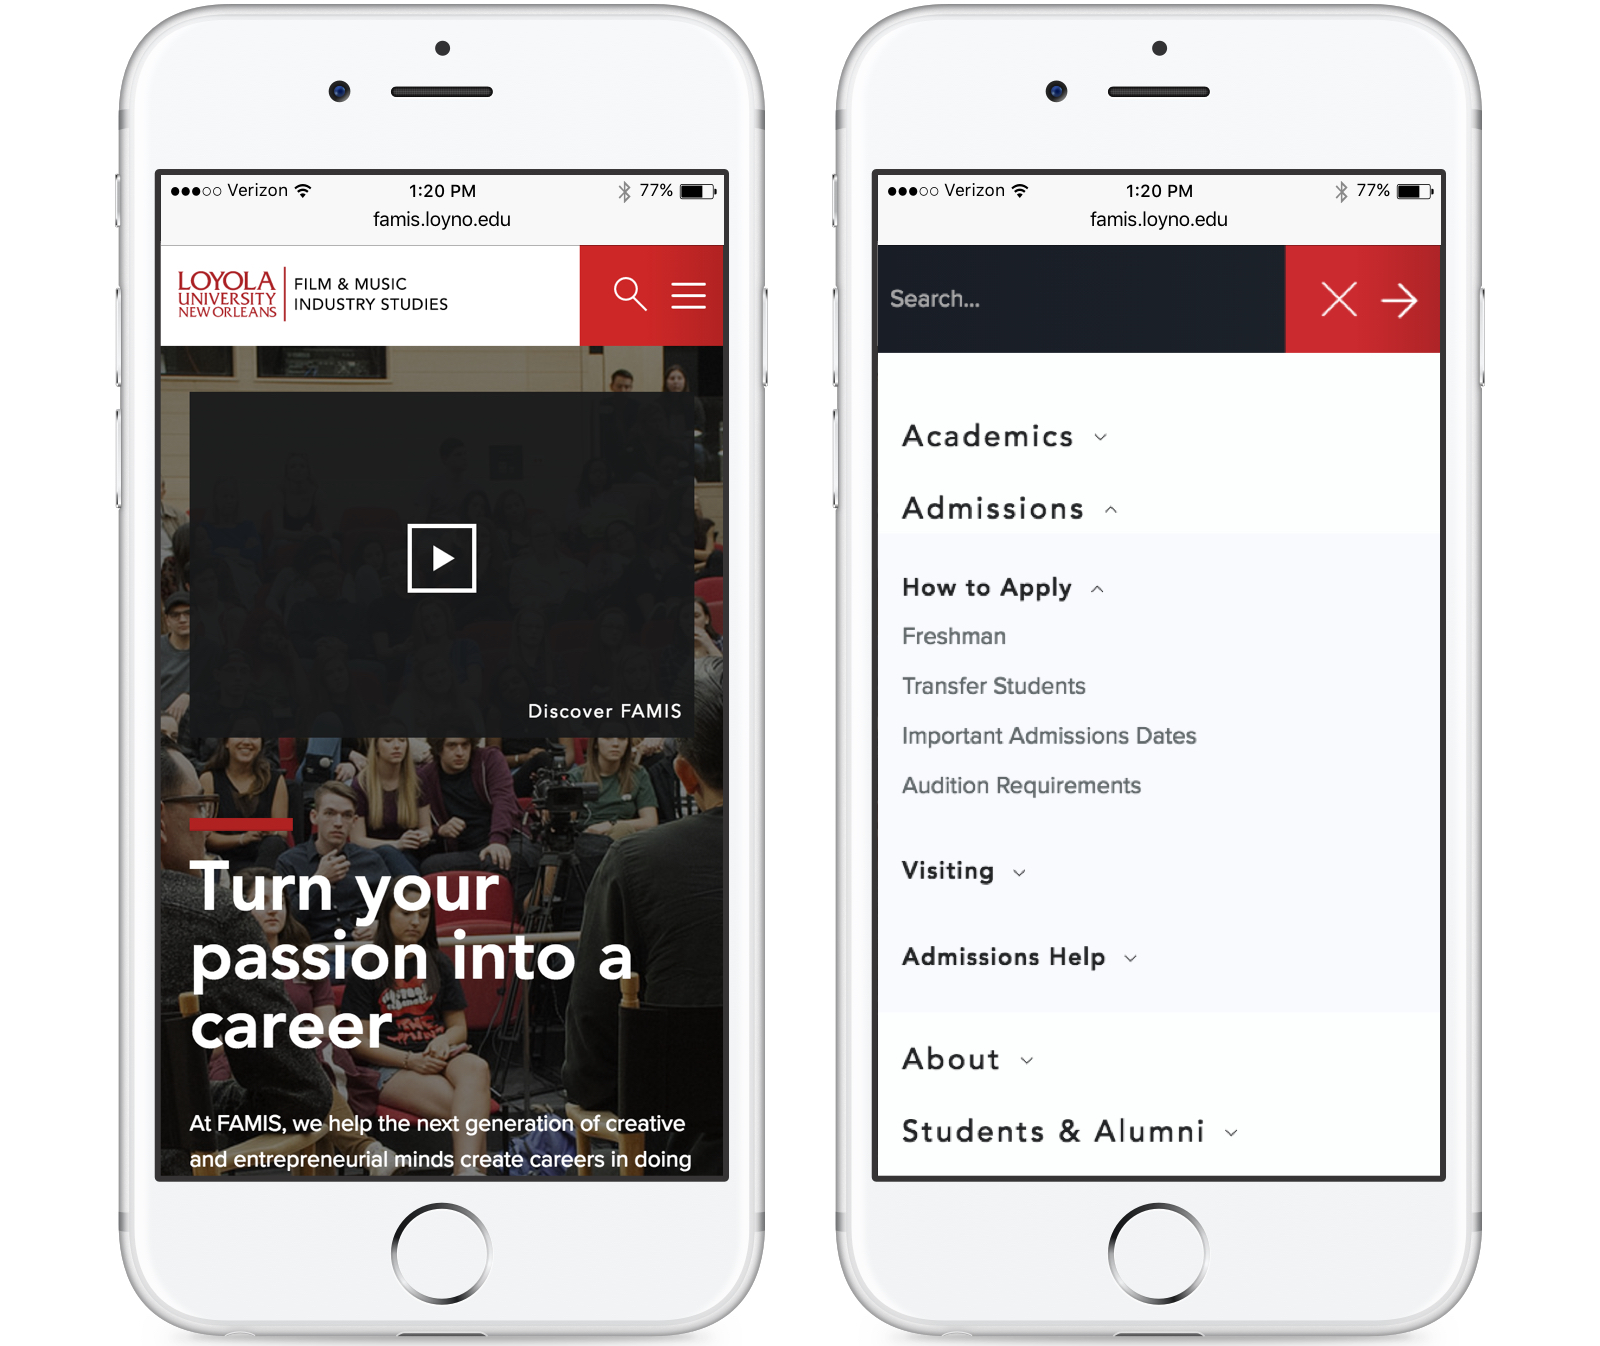 Verizon 1:20 PM 77%
famis.loyno.edu
LOYOLA
UNIVERSITY
NEW ORLEANS
FILM & MUSIC
INDUSTRY STUDIES
Discover FAMIS
Turn your
passion into a
career
At FAMIS, we help the next generation of creative
and entrepreneurial minds create careers in doing
Verizon 1:20 PM 77%
famis.loyno.edu
Search...
Academics
Admissions
How to Apply
Freshman
Transfer Students
Important Admissions Dates
Audition Requirements
Visiting
Admissions Help
About
Students & Alumni